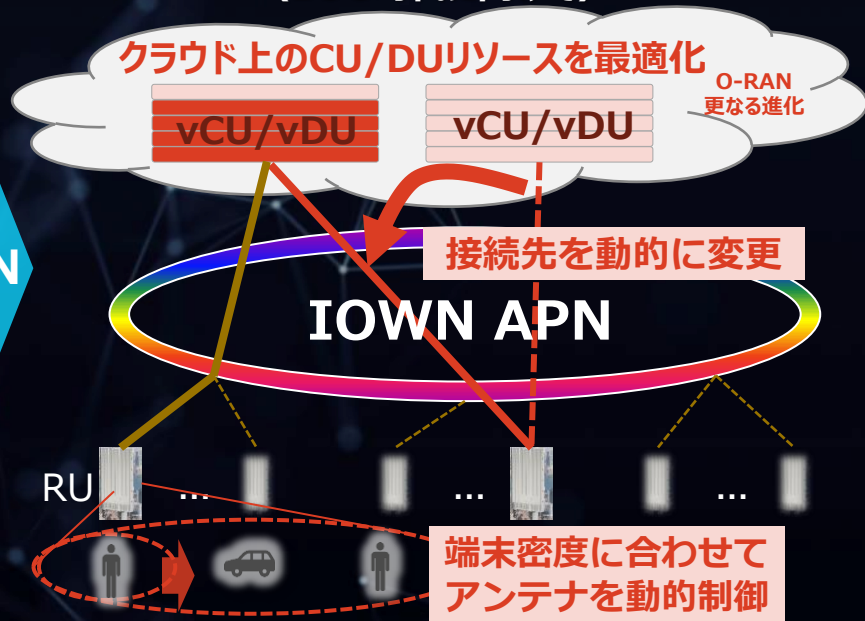 クラウド上のCU/DUリソースを最適化
O-RAN
更なる進化
vCU/vDU
vCU/vDU
接続先を動的に変更
N
IOWN APN
RU
...
...
...
端末密度に合わせて
アンテナを動的制御